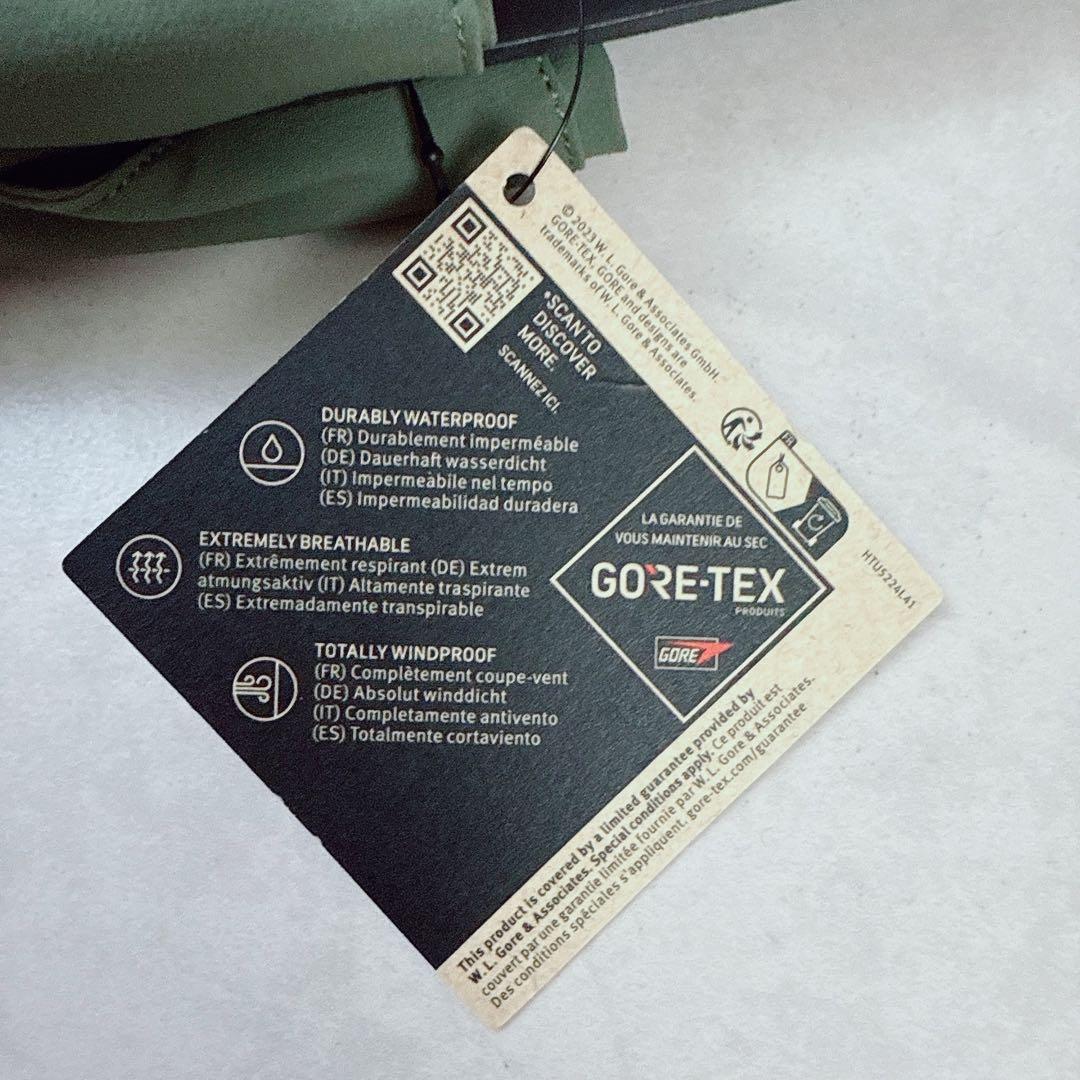 © 2023 W. L. Gore & Associates GmbH.
GORE-TEX, GORE and designs are
trademarks of W. L. Gore & Associates.
*SCAN TO
DISCOVER
MORE.
SCANNEZ ICI.
DURABLY WATERPROOF
(FR) Durablement imperméable
(DE) Dauerhaft wasserdicht
(IT) Impermeàbile nel tempo
(ES) Impermeabilidad duradera
EXTREMELY BREATHABLE
(FR) Extrêmement respirant (DE) Extrem
atmungsaktiv (IT) Altamente traspirante
(ES) Extremadamente transpirable
TOTALLY WINDPROOF
(FR) Complètement coupe-vent
(DE) Absolut winddicht
(IT) Completamente antivento
(ES) Totalmente cortaviento
LA GARANTIE DE
VOUS MAINTENIR AU SEC
GORE-TEX
PRODUITS
GORE
FR
HTU5224LA1
This product is covered by a limited guarantee provided by
W. L. Gore & Associates. Special conditions apply. Ce produit est
couvert par une garantie limitée fournie par W. L. Gore & Associates.
Des conditions spéciales s'appliquent. gore-tex.com/guarantee